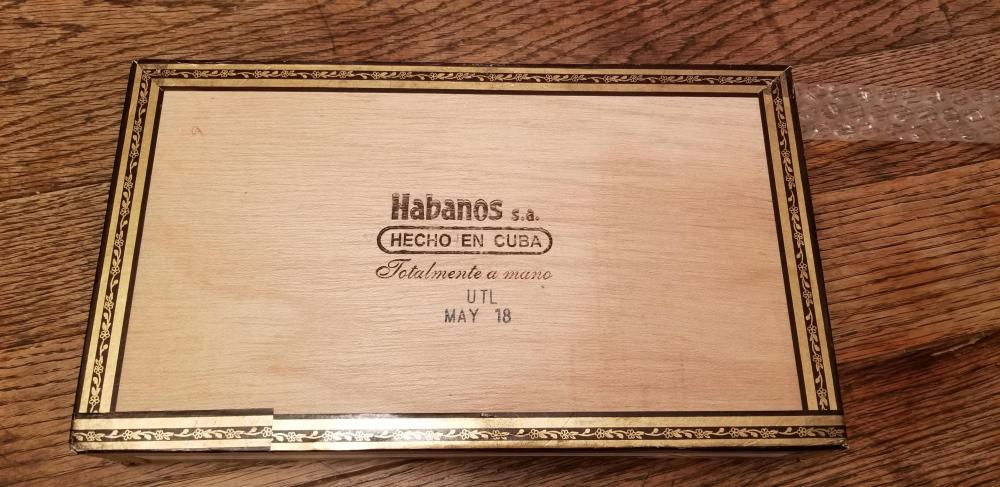 Habanos s.a.
HECHO EN CUBA
Totalmente a mano
UTL
MAY 18